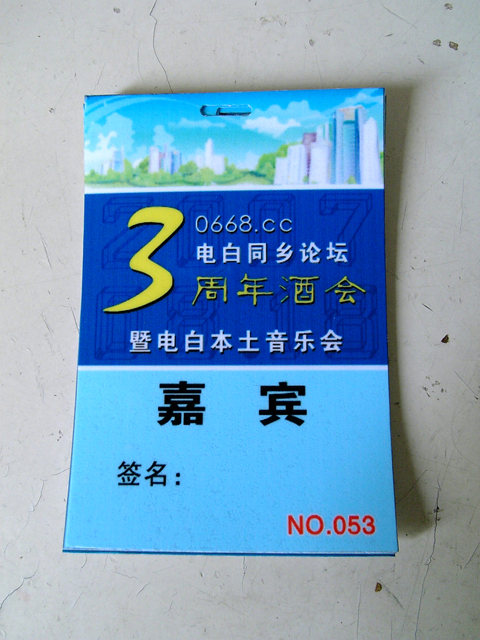 0668.cc
电白同乡论坛
3周年酒会
暨电白本土音乐会
嘉宾
签名：
NO.053